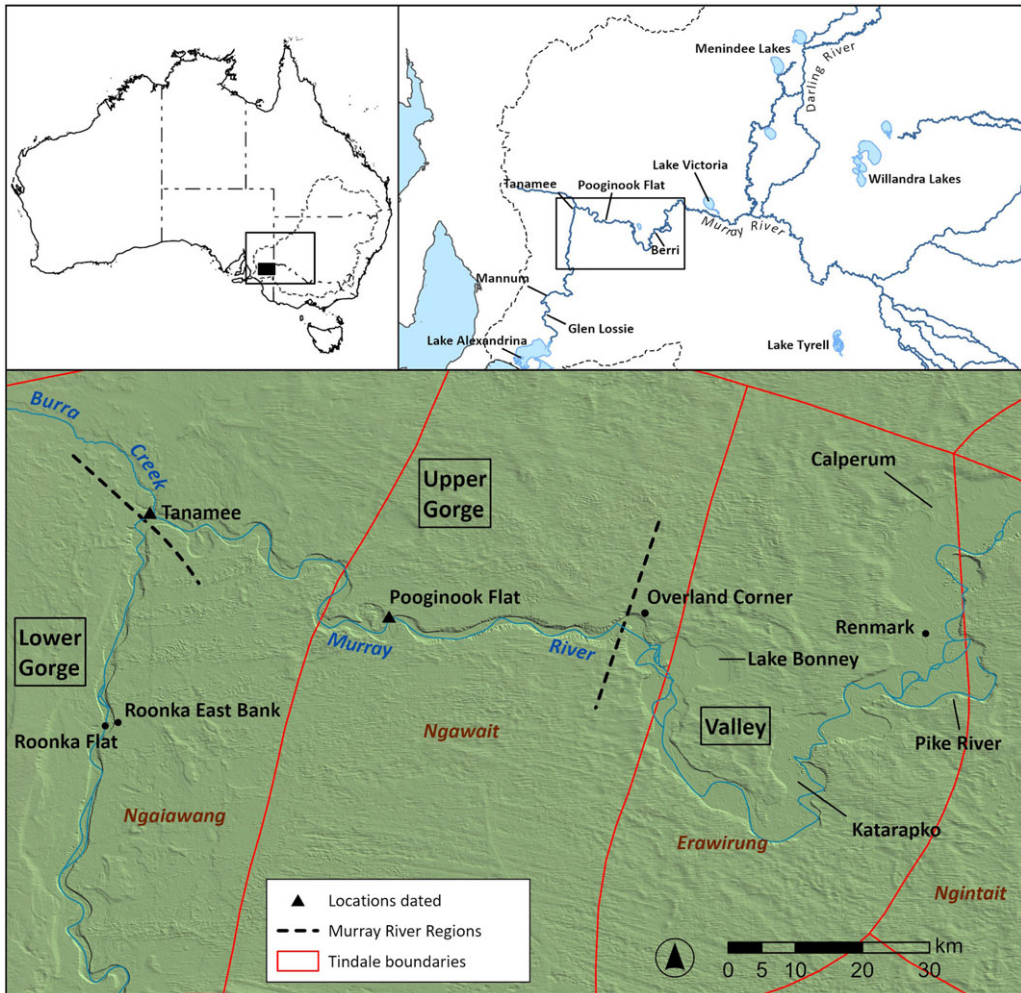 Menindee Lakes
Darling River
Lake Victoria
Willandra Lakes
Tanamee
Pooginook Flat
Murray River
Berri
Mannum
Glen Lossie
Lake Alexandrina
Lake Tyrell
Burra
Creek
Tanamee
Upper
Gorge
Calperum
Pooginook Flat
Overland Corner
Renmark
Lower
Gorge
Murray
River
Lake Bonney
Roonka East Bank
Roonka Flat
Ngawait
Valley
Pike River
Ngaiawang
Katarapko
Erawirung
Ngintait
Locations dated
Murray River Regions
Tindale boundaries
km
0 5 10 20 30